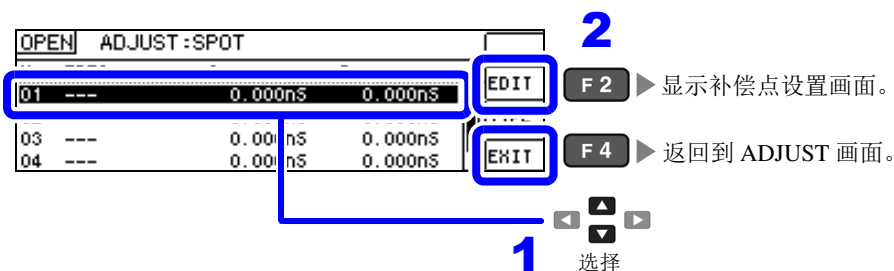 OPEN ADJUST:SPOT
2
01 --- 0.000nS 0.000nS
EDIT
F 2 显示补偿点设置画面。
03 --- 0.000nS 0.000nS
04 --- 0.000nS 0.000nS
EXIT
F 4 返回到 ADJUST 画面。
1
选择